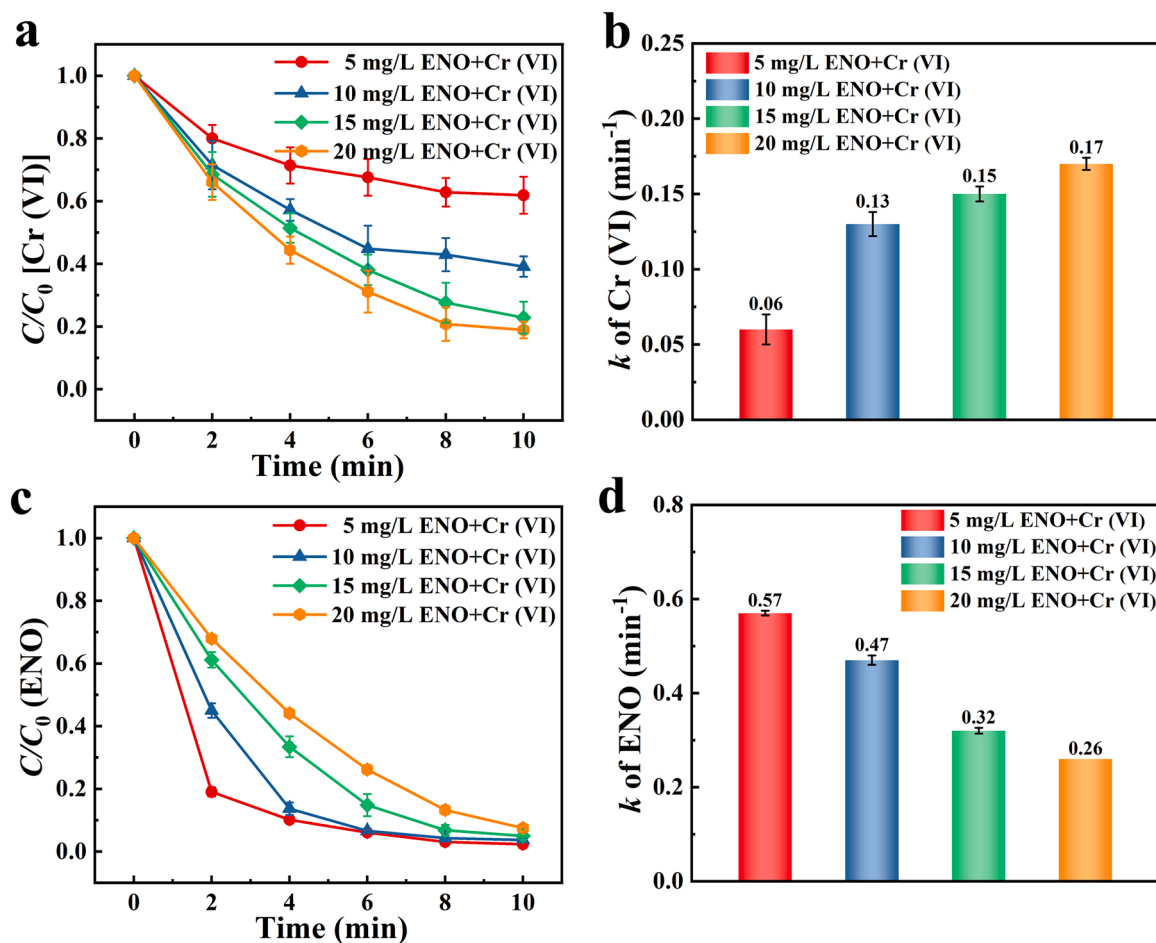 a
5 mg/L ENO+Cr (VI)
10 mg/L ENO+Cr (VI)
15 mg/L ENO+Cr (VI)
20 mg/L ENO+Cr (VI)
C/C0 [Cr (VI)]
1.0
0.8
0.6
0.4
0.2
0.0
0 2 4 6 8 10
Time (min)
b
5 mg/L ENO+Cr (VI)
10 mg/L ENO+Cr (VI)
15 mg/L ENO+Cr (VI)
20 mg/L ENO+Cr (VI)
k of Cr (VI) (min⁻¹)
0.25
0.20
0.15
0.10
0.05
0.00
0.06
0.13
0.15
0.17
c
5 mg/L ENO+Cr (VI)
10 mg/L ENO+Cr (VI)
15 mg/L ENO+Cr (VI)
20 mg/L ENO+Cr (VI)
C/C0 (ENO)
1.0
0.8
0.6
0.4
0.2
0.0
0 2 4 6 8 10
Time (min)
d
5 mg/L ENO+Cr (VI)
10 mg/L ENO+Cr (VI)
15 mg/L ENO+Cr (VI)
20 mg/L ENO+Cr (VI)
k of ENO (min⁻¹)
0.8
0.6
0.4
0.2
0.0
0.57
0.47
0.32
0.26